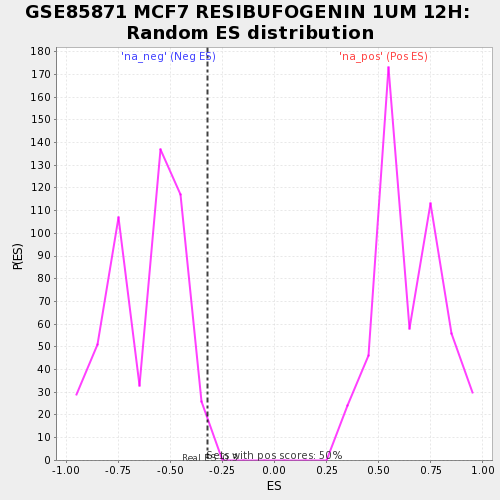 GSE85871 MCF7 RESIBUFOGENIN 1UM 12H:
Random ES distribution
'na_neg' (Neg ES)
'na_pos' (Pos ES)
180
170
160
150
140
130
120
110
100
90
80
70
60
50
40
30
20
10
0
P(ES)
Real ES
Sets with pos scores: 50%
-1.00 -0.75 -0.50 -0.25 0.00 0.25 0.50 0.75 1.00
ES